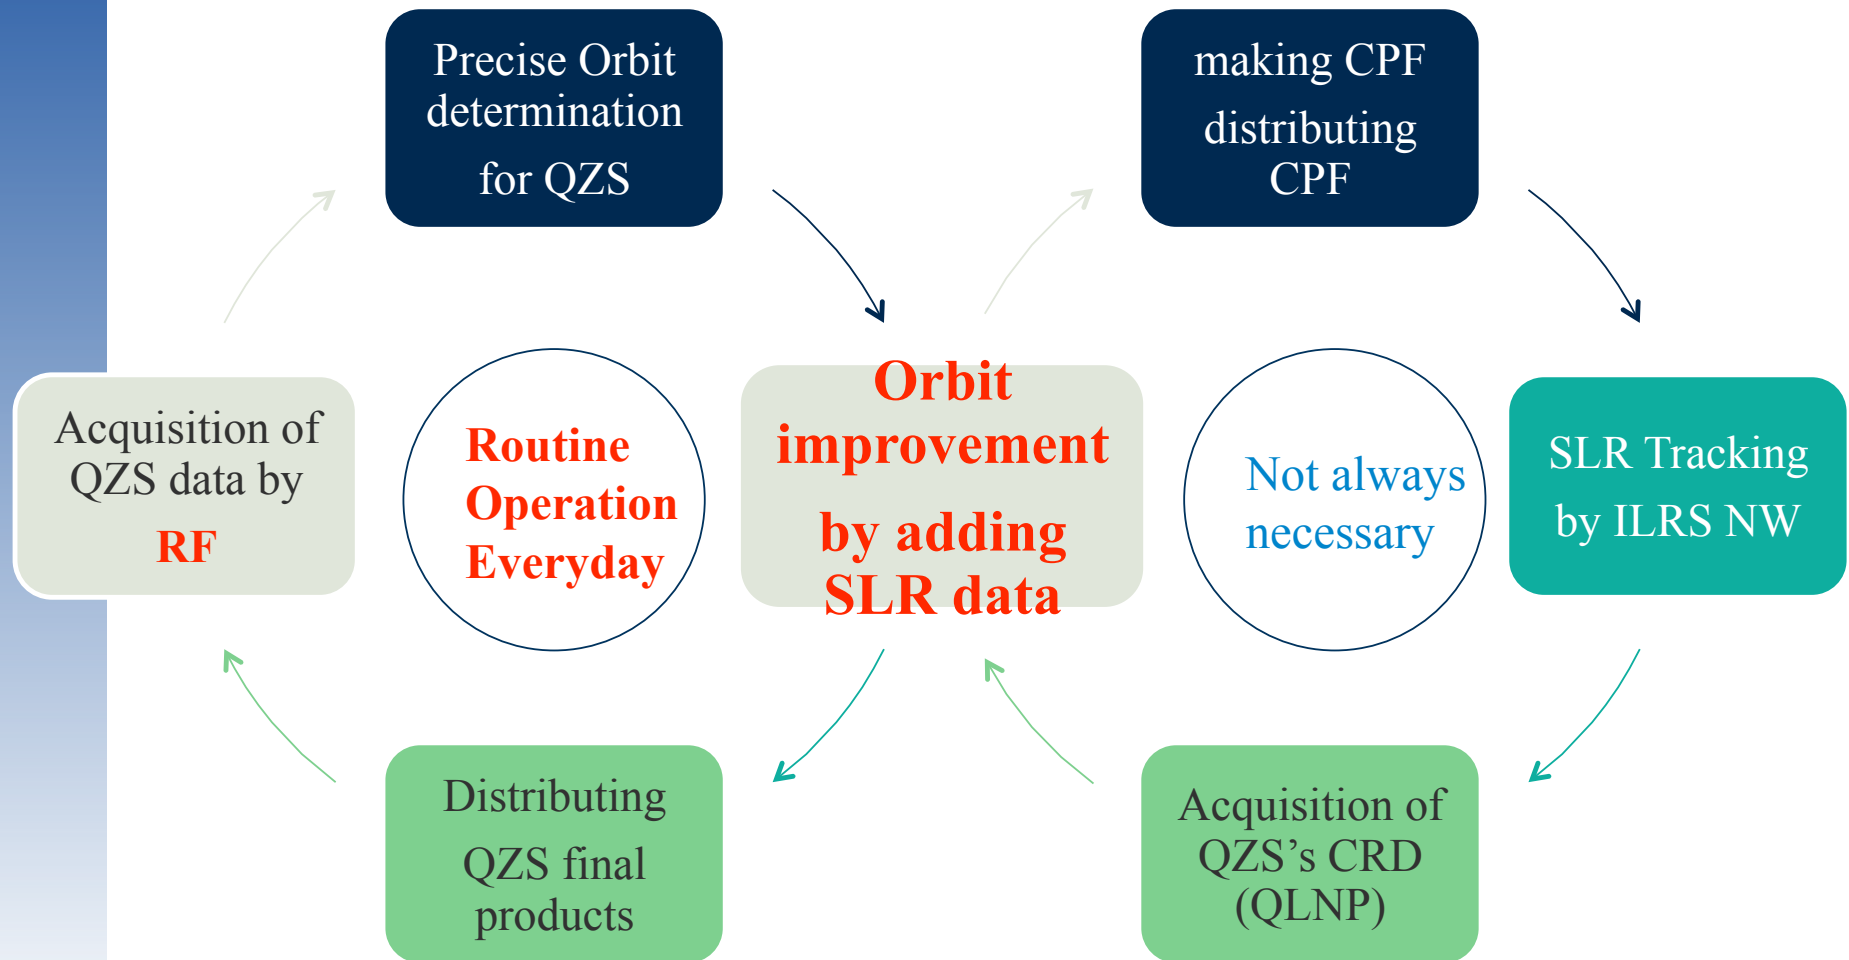 Precise Orbit
determination
for QZS
making CPF
distributing
CPF
Acquisition of
QZS data by
RF
Routine
Operation
Everyday
Orbit
improvement
by adding
SLR data
Not always
necessary
SLR Tracking
by ILRS NW
Distributing
QZS final
products
Acquisition of
QZS’s CRD
(QLNP)